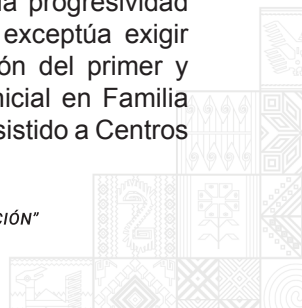 la progresividad
exceptúa exigir
ón del primer y
nicial en Familia
sistido a Centros
CIÓN"